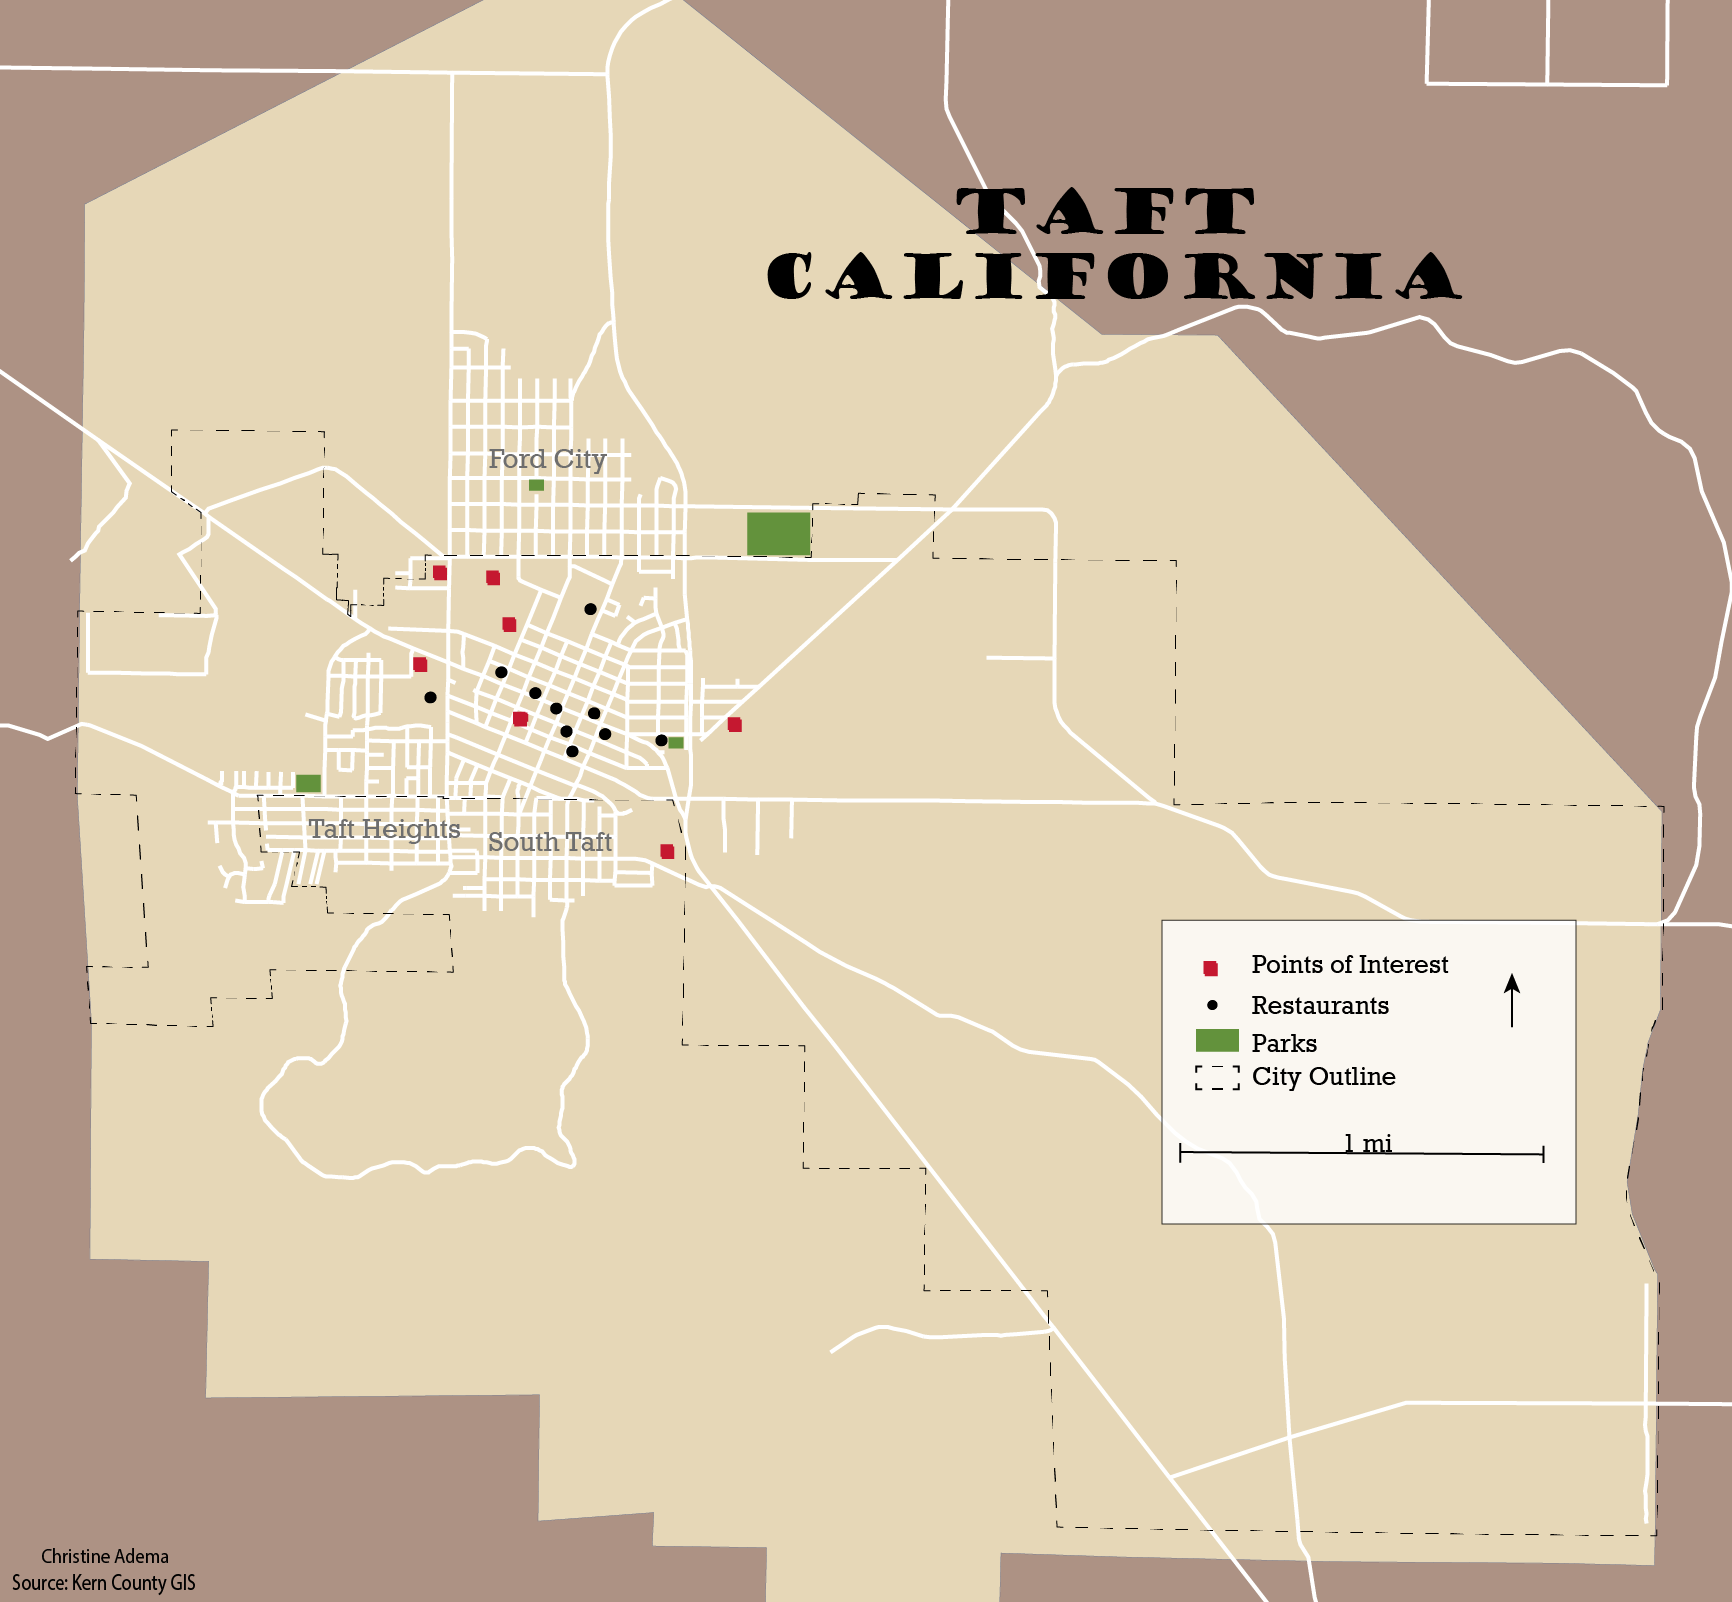 TAFT
CALIFORNIA
Ford City
Taft Heights
South Taft
Points of Interest
Restaurants
Parks
City Outline
1 mi
Christine Adema
Source: Kern County GIS